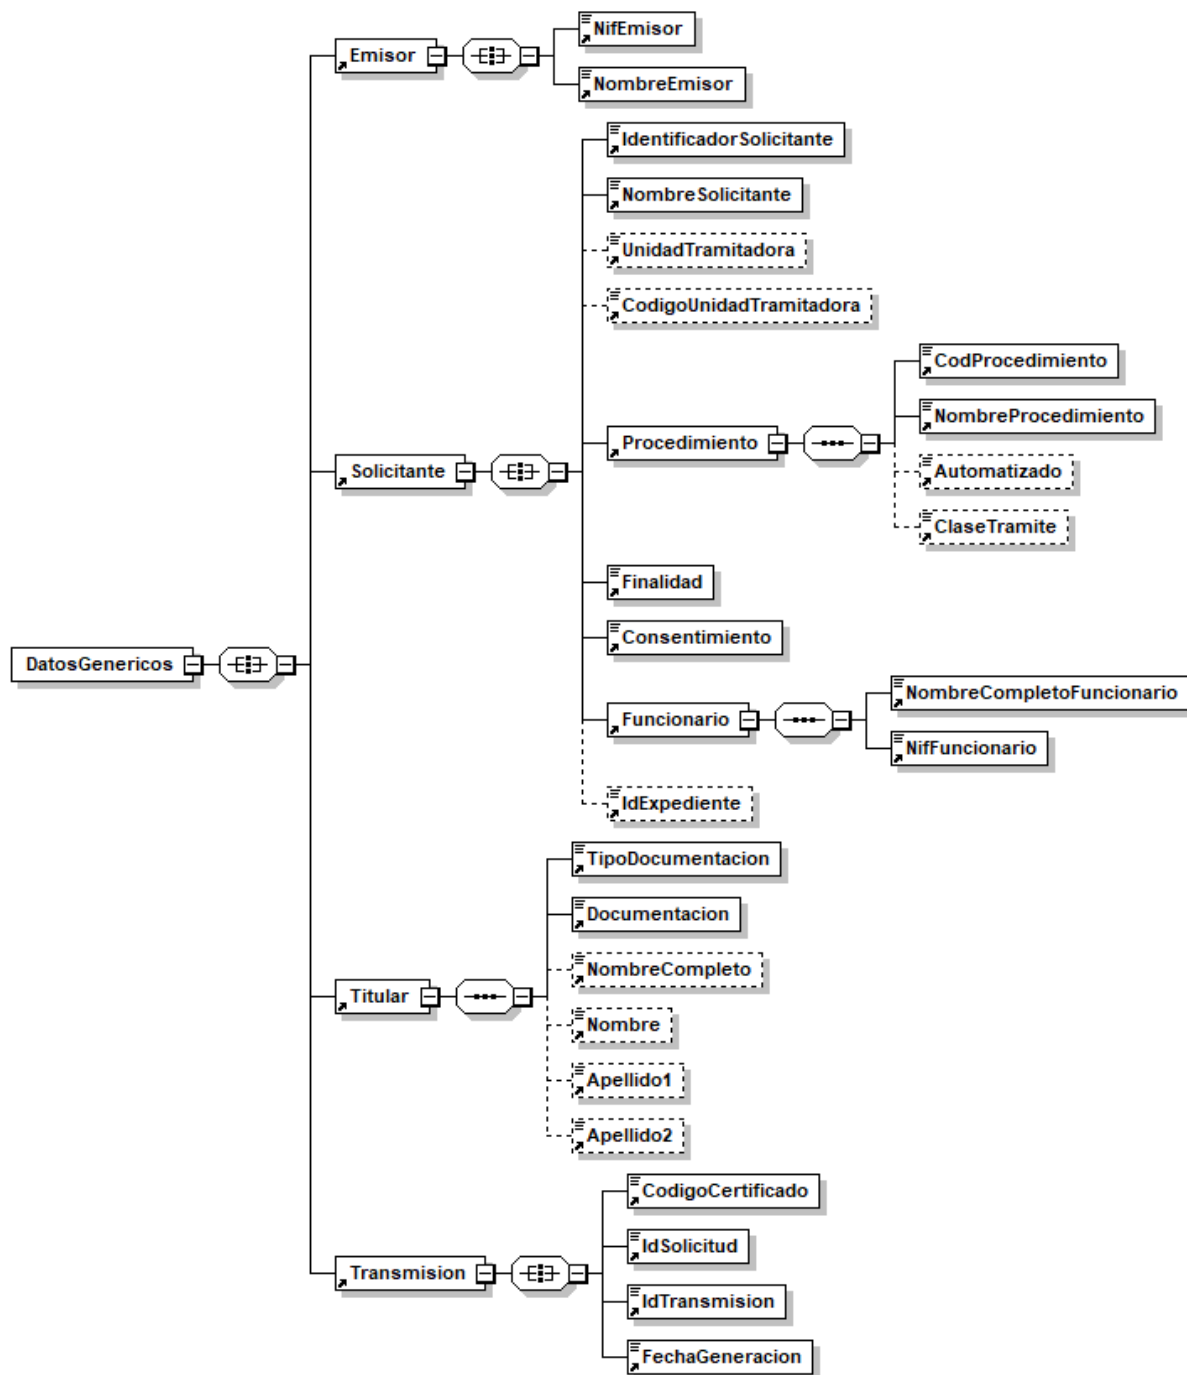 Emisor
NifEmisor
NombreEmisor
IdentificadorSolicitante
NombreSolicitante
UnidadTramitadora
CodigoUnidadTramitadora
CodProcedimiento
NombreProcedimiento
Procedimiento
Solicitante
Automatizado
ClaseTramite
Finalidad
Consentimiento
DatosGenericos
NombreCompletoFuncionario
Funcionario
NifFuncionario
IdExpediente
TipoDocumentacion
Documentacion
NombreCompleto
Titular
Nombre
Apellido1
Apellido2
CodigoCertificado
IdSolicitud
Transmision
IdTransmision
FechaGeneracion